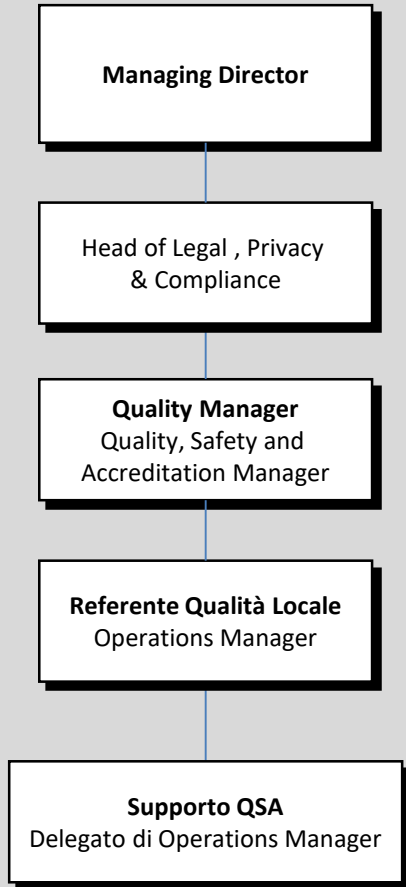 Managing Director
Head of Legal , Privacy
& Compliance
Quality Manager
Quality, Safety and
Accreditation Manager
Referente Qualità Locale
Operations Manager
Supporto QSA
Delegato di Operations Manager